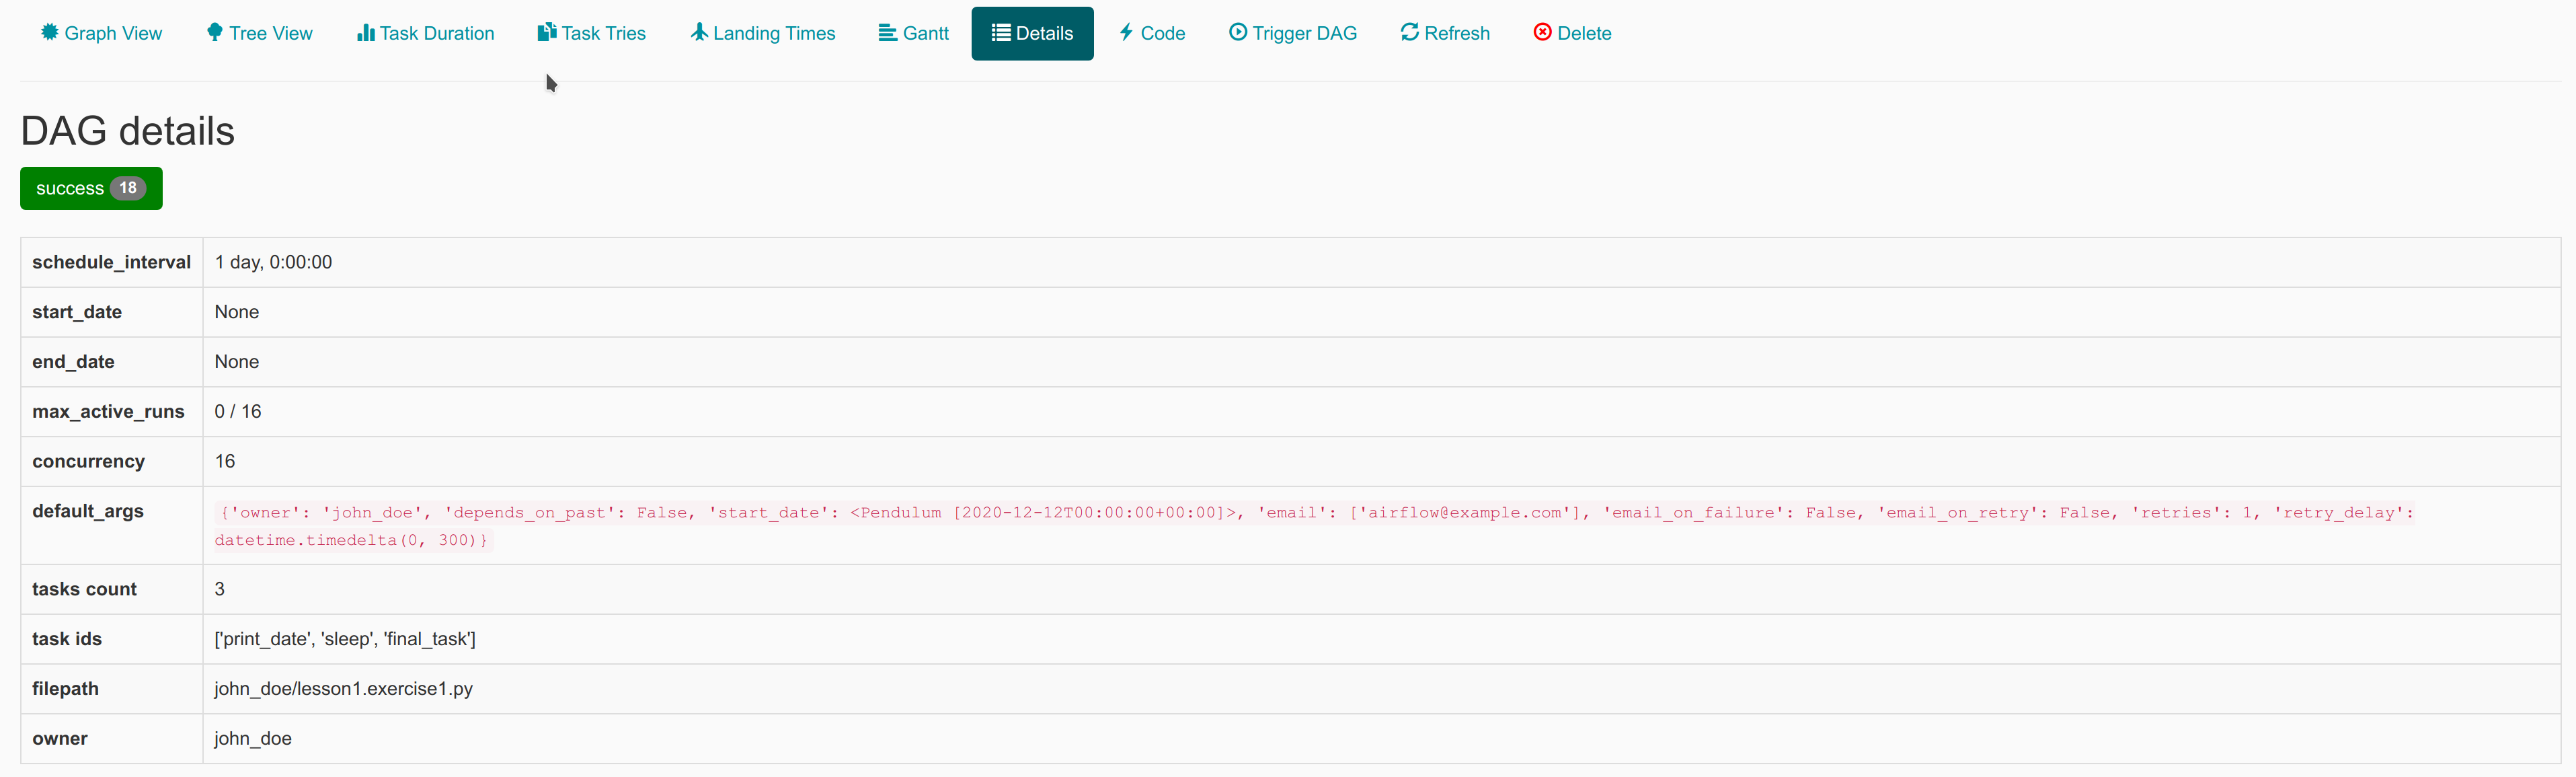 Graph View Tree View Task Duration Task Tries Landing Times Gantt Details Code Trigger DAG Refresh Delete
DAG details
success 18
schedule_interval 1 day, 0:00:00
start_date None
end_date None
max_active_runs 0 / 16
concurrency 16
default_args {'owner': 'john_doe', 'depends_on_past': False, 'start_date': <Pendulum [2020-12-12T00:00:00+00:00]>, 'email': ['airflow@example.com'], 'email_on_failure': False, 'email_on_retry': False, 'retries': 1, 'retry_delay':
datetime.timedelta(0, 300)}
tasks count 3
task ids ['print_date', 'sleep', 'final_task']
filepath john_doe/lesson1.exercise1.py
owner john_doe